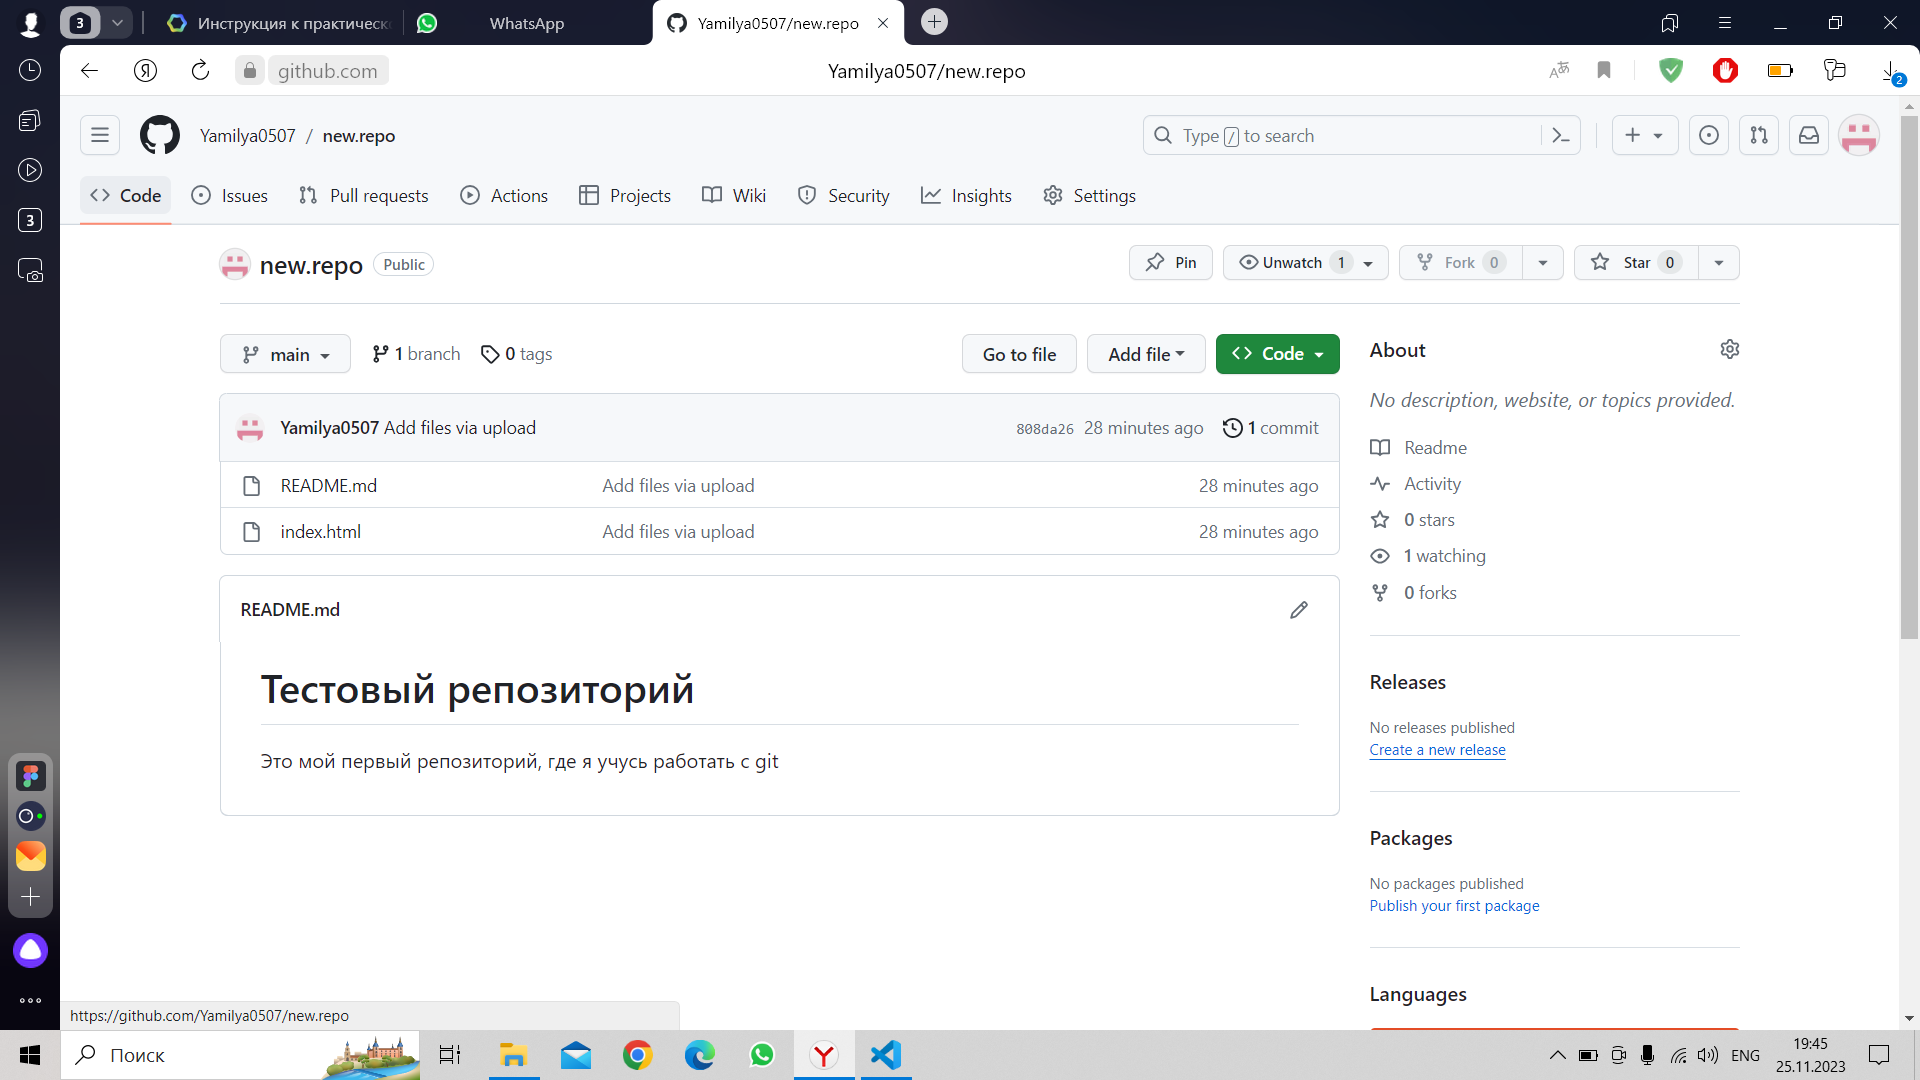 3
Инструкция к практическ
WhatsApp
Yamilya0507/new.repo
github.com
Yamilya0507/new.repo
2
3
Yamilya0507 / new.repo
Type / to search
Code
Issues
Pull requests
Actions
Projects
Wiki
Security
Insights
Settings
new.repo
Public
Pin
Unwatch 1
Fork 0
Star 0
main
1 branch
0 tags
Go to file
Add file
Code
About
No description, website, or topics provided.
Yamilya0507 Add files via upload
808da26 28 minutes ago
1 commit
README.md
Add files via upload
28 minutes ago
index.html
Add files via upload
28 minutes ago
Readme
Activity
0 stars
1 watching
0 forks
README.md
Тестовый репозиторий
Это мой первый репозиторий, где я учусь работать с git
Releases
No releases published
Create a new release
Packages
No packages published
Publish your first package
Languages
https://github.com/Yamilya0507/new.repo
Поиск
ENG
19:45
25.11.2023